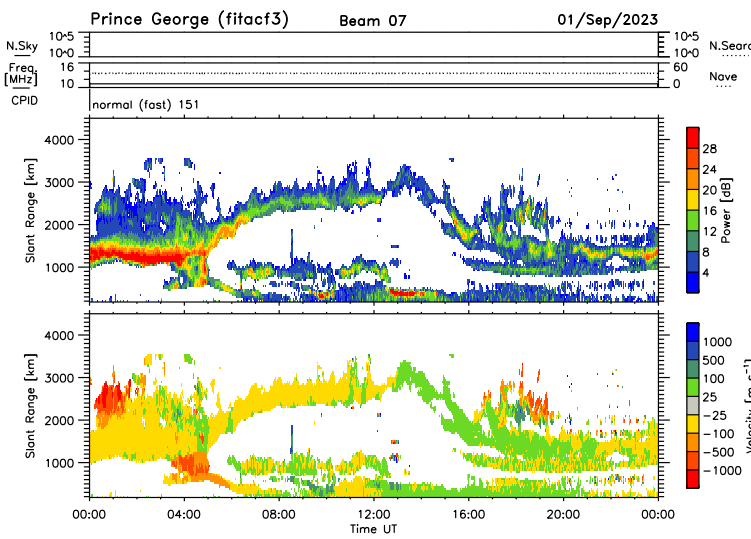 Prince George (fitacf3) Beam 07 01/Sep/2023
N.Sky 10^5 10^0 10^5 10^0 N.Sear
Freq [MHz] 16 10 60 0 Nave
CPID normal (fast) 151
Slant Range [km] 4000 3000 2000 1000
28 24 20 16 12 8 4 Power [dB]
Slant Range [km] 4000 3000 2000 1000
1000 500 100 25 −25 −100 −500 −1000
00:00 04:00 08:00 12:00 16:00 20:00 00:00
Time UT